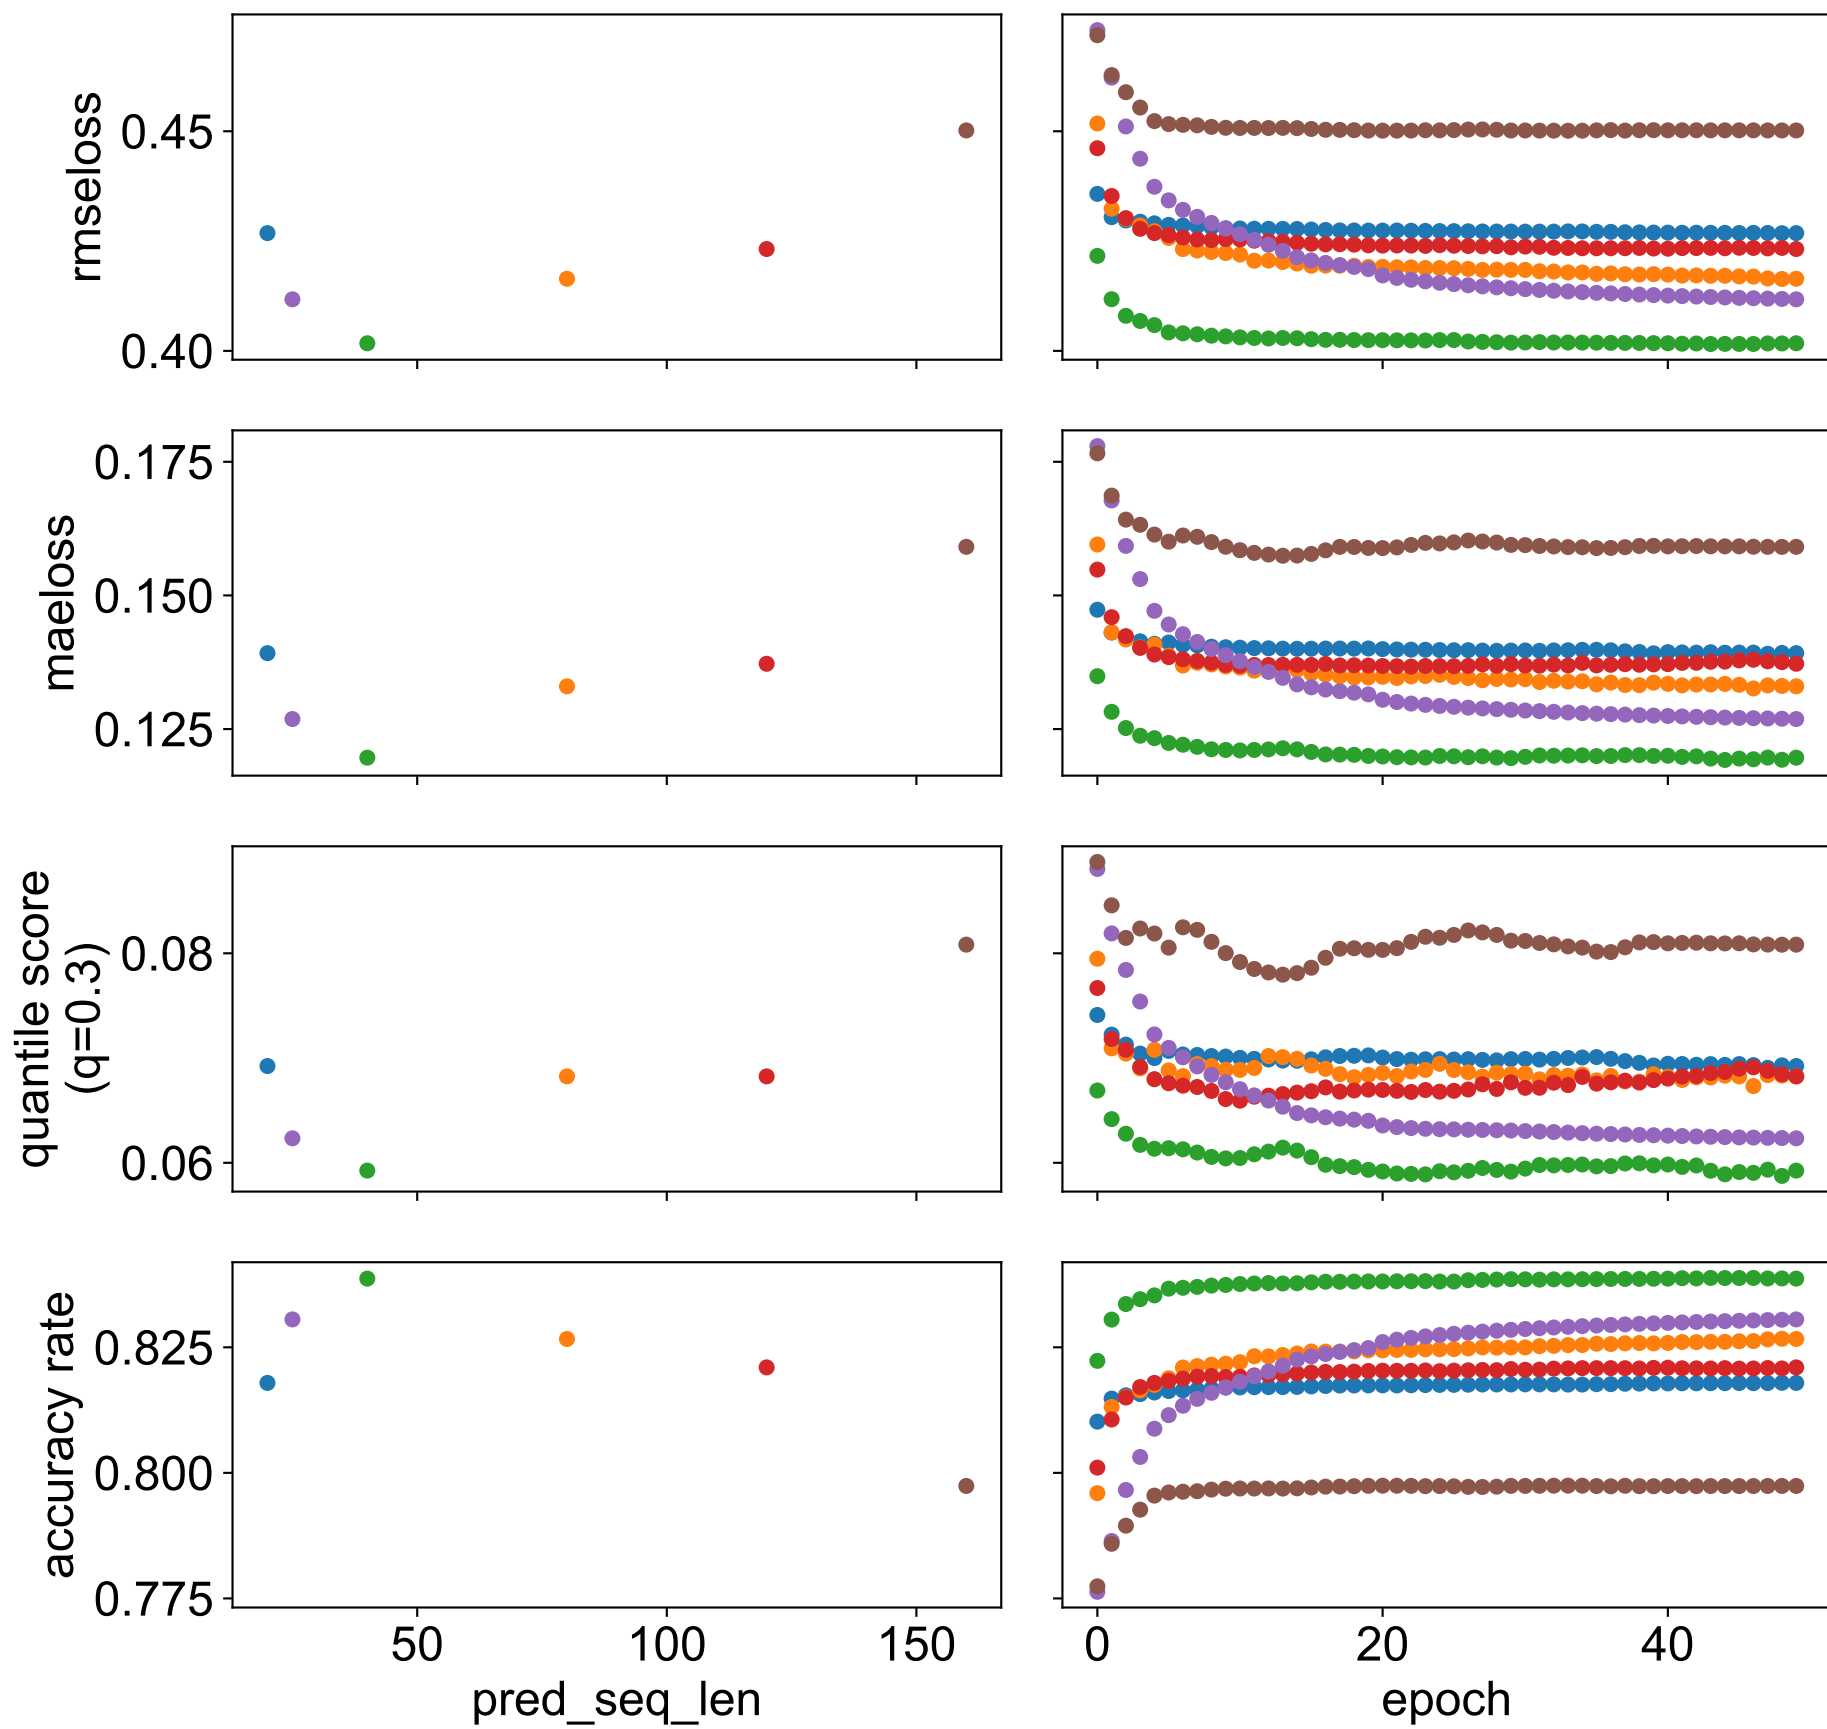 rmseloss
0.45
0.40
maeloss
0.175
0.150
0.125
quantile score
(q=0.3)
0.08
0.06
accuracy rate
0.825
0.800
0.775
50 100 150
pred_seq_len
0 20 40
epoch